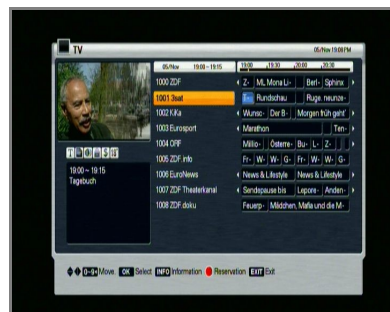 TV
05/Nov 19:08 PM
05/Nov 19:00 ~ 19:15
19:00 19:30 20:00 20:30
1000 ZDF
Z- ML Mona Li- Berl- Sphinx
1001 3sat
Rundschau Ruge. neunze-
1002 KiKa
Wunsc- Der B- Morgen früh geht'
1003 Eurosport
Marathon Ten-
1004 ORF
Millio- Österre- Bu- L- Z-
1005 ZDF.info
Fr- W- W- G- Fr- W- W- G-
1006 EuroNews
News & Lifestyle News & Lifestyle
1007 ZDF Theaterkanal
Sendepause bis Lepore- Anden-
1008 ZDF.doku
Feuerp- Mädchen, Mafia und die M-
19:00 ~ 19:15
Tagebuch
0~9 Move. OK Select INFO Information Reservation EXIT Exit